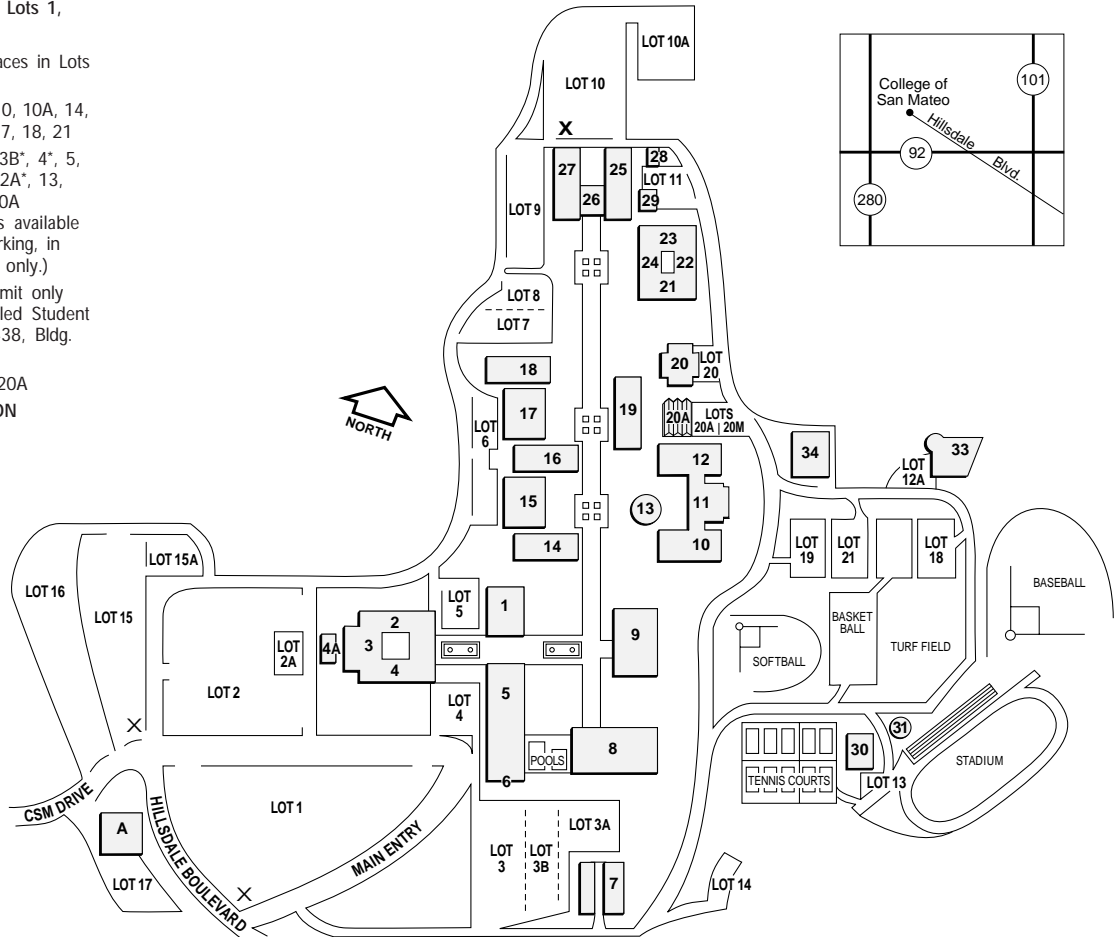 Lots 1,
aces in Lots
0, 10A, 14,
7, 18, 21
3B*, 4*, 5,
2A*, 13,
0A
s available
rking, in
only.)
mit only
led Student
38, Bldg.
20A
ON
LOT 10A
LOT 10
X
27
25
26
28
LOT 11
29
LOT 9
23
24
22
21
LOT 8
LOT 7
18
20
LOT
20
17
19
20A
LOTS
20A | 20M
LOT
6
NORTH
16
12
34
33
LOT
12A
15
13
11
14
10
LOT
19
LOT
21
LOT
18
BASEBALL
LOT 16
LOT 15A
LOT 15
LOT
5
1
9
BASKET
BALL
TURF FIELD
SOFTBALL
2
3
4
4A
LOT
2A
LOT 2
LOT
4
5
6
8
POOLS
X
31
30
STADIUM
TENNIS COURTS
LOT 13
CSM DRIVE
A
LOT 17
HILLSDALE BOULEVARD
LOT 1
MAIN ENTRY
X
LOT
3
LOT
3B
LOT 3A
7
LOT 14
College of
San Mateo
101
Hillsdale
Blvd.
92
280